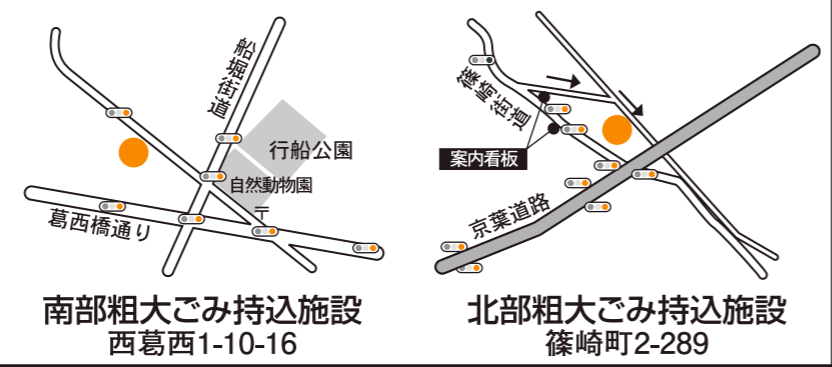 船堀街道
行船公園
自然動物園
〒
葛西橋通り
南部粗大ごみ持込施設
西葛西1-10-16
篠崎街道
案内看板
京葉道路
北部粗大ごみ持込施設
篠崎町2-289